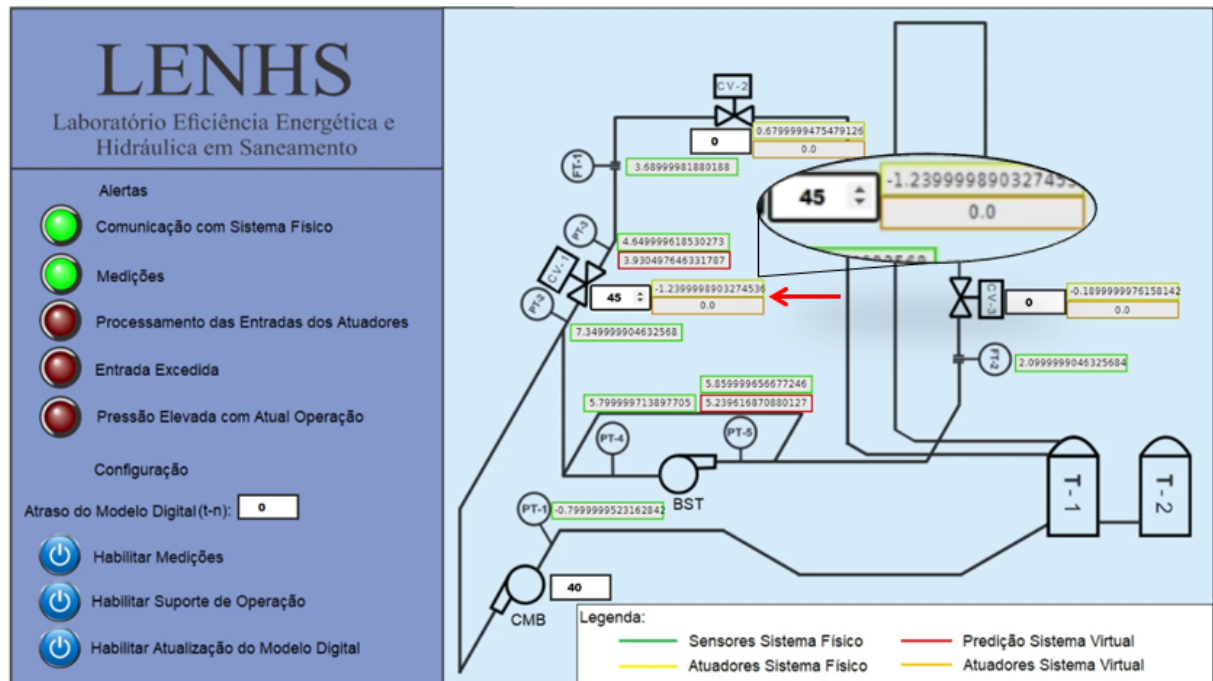 LENHS
Laboratório Eficiência Energética e
Hidráulica em Saneamento
Alertas
Comunicação com Sistema Físico
Medições
Processamento das Entradas dos Atuadores
Entrada Excedida
Pressão Elevada com Atual Operação
Configuração
Atraso do Modelo Digital(t-n): 0
Habilitar Medições
Habilitar Suporte de Operação
Habilitar Atualização do Modelo Digital
CV-2
0
0.6799999475479126
0.0
FT-1
3.68999981880188
45
-1.239999890327453
0.0
PT-3
4.649999618530273
3.930497646331787
CV-1
45
-1.2399998903274536
0.0
PT-2
7.349999904632568
CV-3
0
-0.1899999976158142
0.0
FT-2
2.0999999046325684
5.859999656677246
5.799999713897705
5.239616870880127
PT-4
PT-5
BST
PT-1
-0.7999999523162842
T-1
T-2
CMB
40
Legenda:
Sensores Sistema Físico
Predição Sistema Virtual
Atuadores Sistema Físico
Atuadores Sistema Virtual